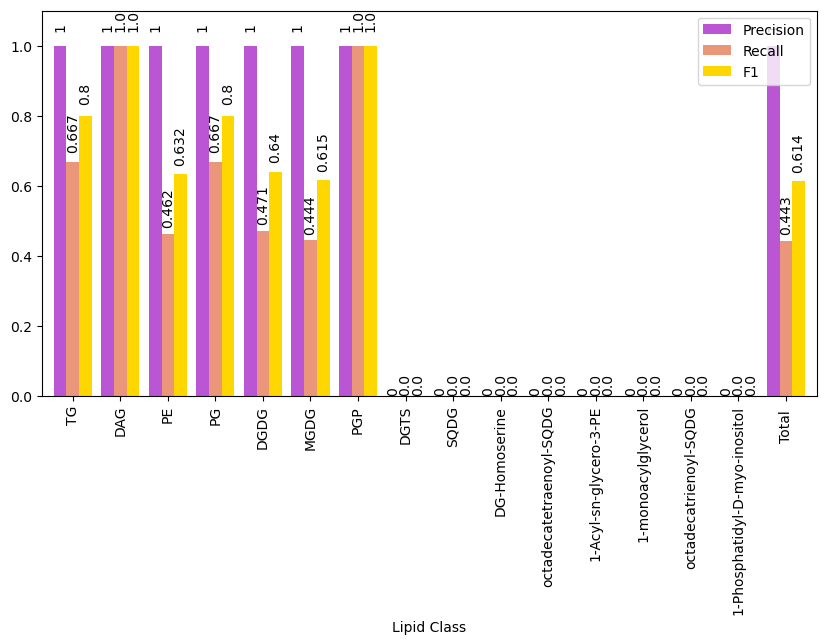 Precision
Recall
F1
1.0
0.8
0.6
0.4
0.2
0.0
1
0.667
0.8
1
1.0
1.0
1
0.462
0.632
1
0.667
0.8
1
0.471
0.64
1
0.444
0.615
1
1.0
1.0
0
0.0
0.0
0
0.0
0.0
0
0.0
0.0
0
0.0
0.0
0
0.0
0.0
0
0.0
0.0
0
0.0
0.0
0
0.0
0.0
0.443
0.614
TG
DAG
PE
PG
DGDG
MGDG
PGP
DGTS
SQDG
DG-Homoserine
octadecatetraenoyl-SQDG
1-Acyl-sn-glycero-3-PE
1-monoacylglycerol
octadecatrienoyl-SQDG
1-Phosphatidyl-D-myo-inositol
Total
Lipid Class